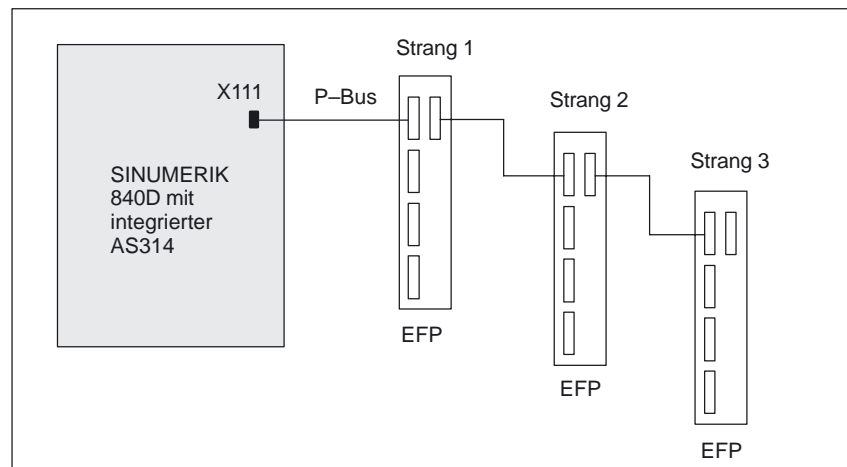 Strang 1
X111
P–Bus
Strang 2
Strang 3
SINUMERIK
840D mit
integrierter
AS314
EFP
EFP
EFP